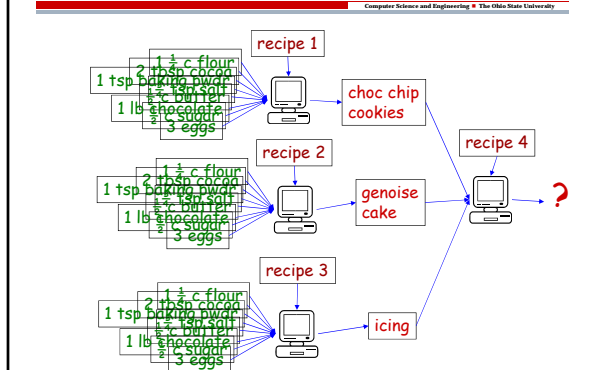 Computer Science and Engineering ■ The Ohio State University
recipe 1
1 ¼ c flour
2 tbsp cocoa
1 tsp baking pwdr
½ tsp salt
½ c butter
1 lb chocolate
½ c sugar
3 eggs
choc chip
cookies
recipe 2
1 ¼ c flour
2 tbsp cocoa
1 tsp baking pwdr
tsp salt
½ c butter
1 lb chocolate
½ c sugar
3 eggs
genoise
cake
recipe 4
?
recipe 3
1 ¼ c flour
2 tbsp cocoa
1 tsp baking pwdr
tsp salt
½ c butter
1 lb chocolate
½ c sugar
3 eggs
icing